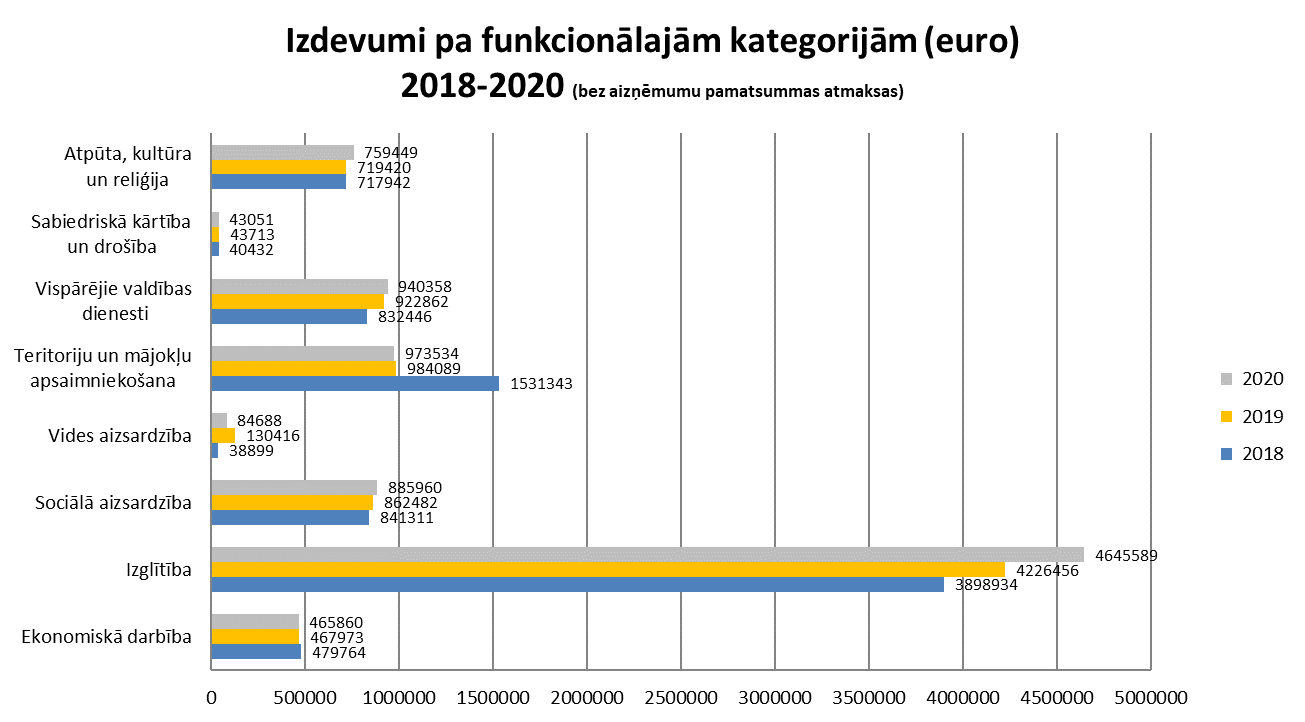 Izdevumi pa funkcionālajām kategorijām (euro)
2018-2020 (bez aizņēmumu pamatsummas atmaksas)
Atpūta, kultūra
un reliģija
759449
719420
717942
Sabiedriskā kārtība
un drošība
43051
43713
40432
Vispārējie valdības
dienesti
940358
922862
832446
Teritoriju un mājokļu
apsaimniekošana
973534
984089
1531343
Vides aizsardzība
84688
130416
38899
Sociālā aizsardzība
885960
862482
841311
Izglītība
4645589
4226456
3898934
Ekonomiskā darbība
465860
467973
479764
0 500000 1000000 1500000 2000000 2500000 3000000 3500000 4000000 4500000 5000000
2020
2019
2018